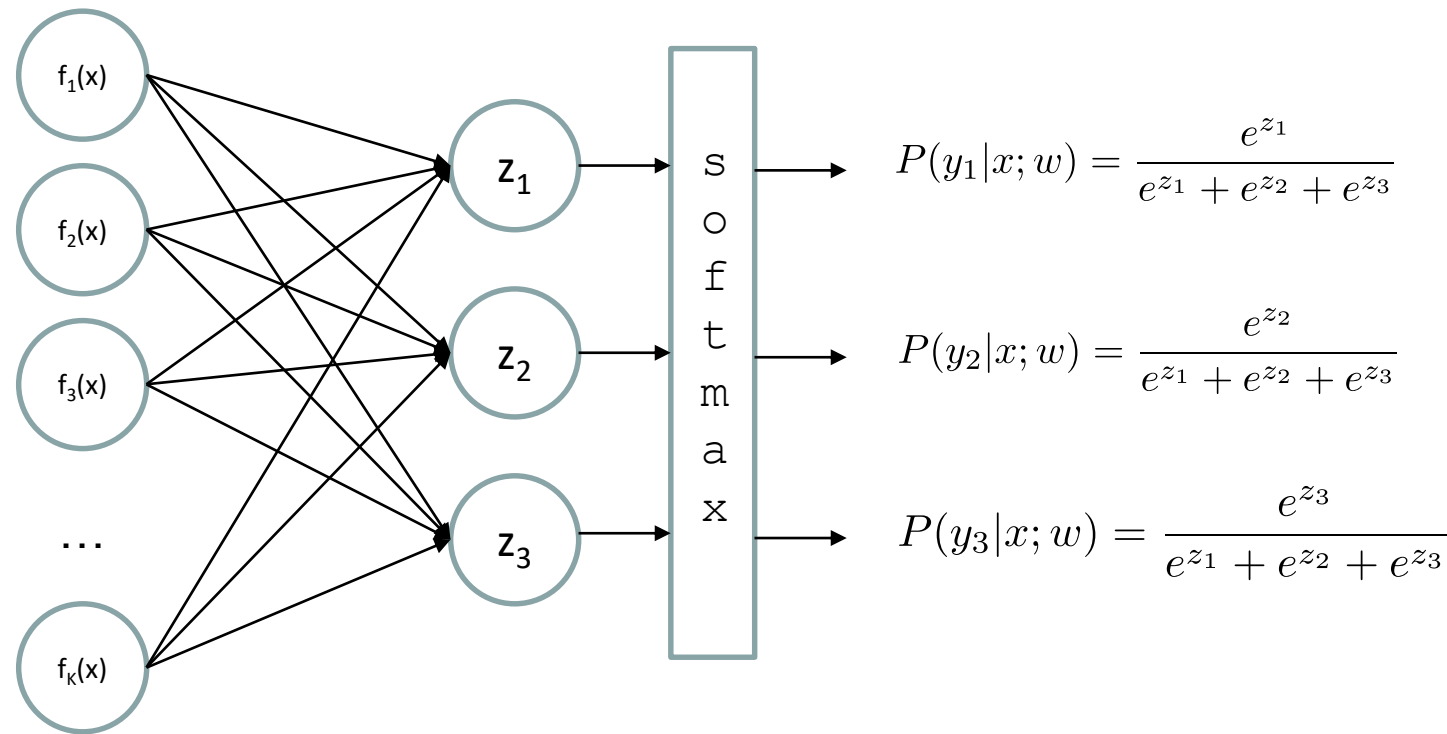 f₁(x)
f₂(x)
f₃(x)
...
f_K(x)
z₁
z₂
z₃
s
o
f
t
m
a
x
P(y₁|x; w) = e^{z₁} / (e^{z₁} + e^{z₂} + e^{z₃})
P(y₂|x; w) = e^{z₂} / (e^{z₁} + e^{z₂} + e^{z₃})
P(y₃|x; w) = e^{z₃} / (e^{z₁} + e^{z₂} + e^{z₃})